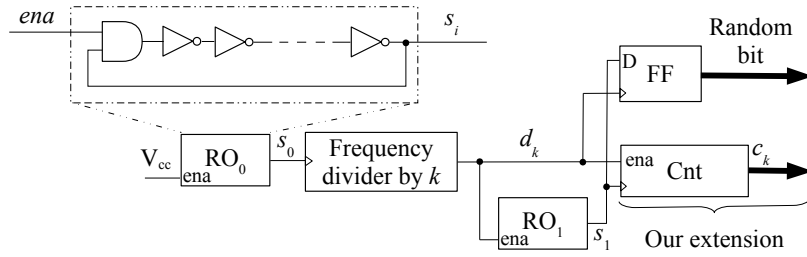 ena
s_i
Random
bit
D
FF
V_cc
RO_0
ena
s_0
Frequency
divider by k
d_k
ena
Cnt
c_k
RO_1
ena
s_1
Our extension